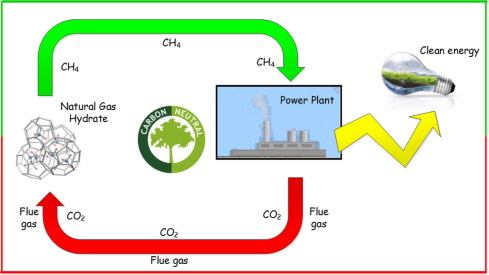 CH4
CH4
CH4
Clean energy
Natural Gas
Hydrate
Power Plant
CARBON NEUTRAL
Flue
gas
CO2
CO2
CO2
Flue
gas
Flue gas